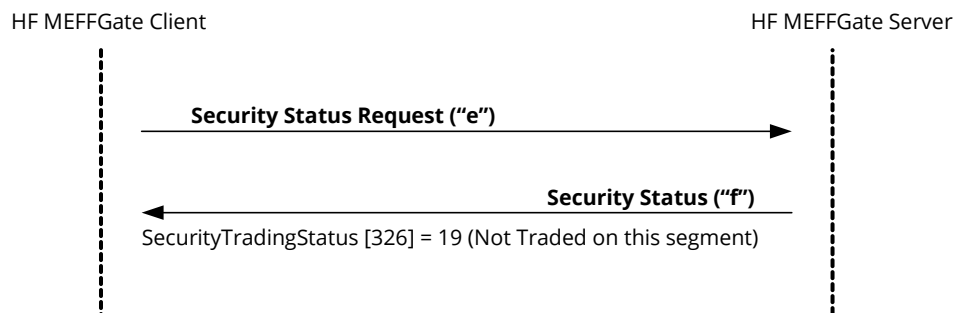 HF MEFFGate Client
HF MEFFGate Server
Security Status Request (“e”)
Security Status (“f”)
SecurityTradingStatus [326] = 19 (Not Traded on this segment)